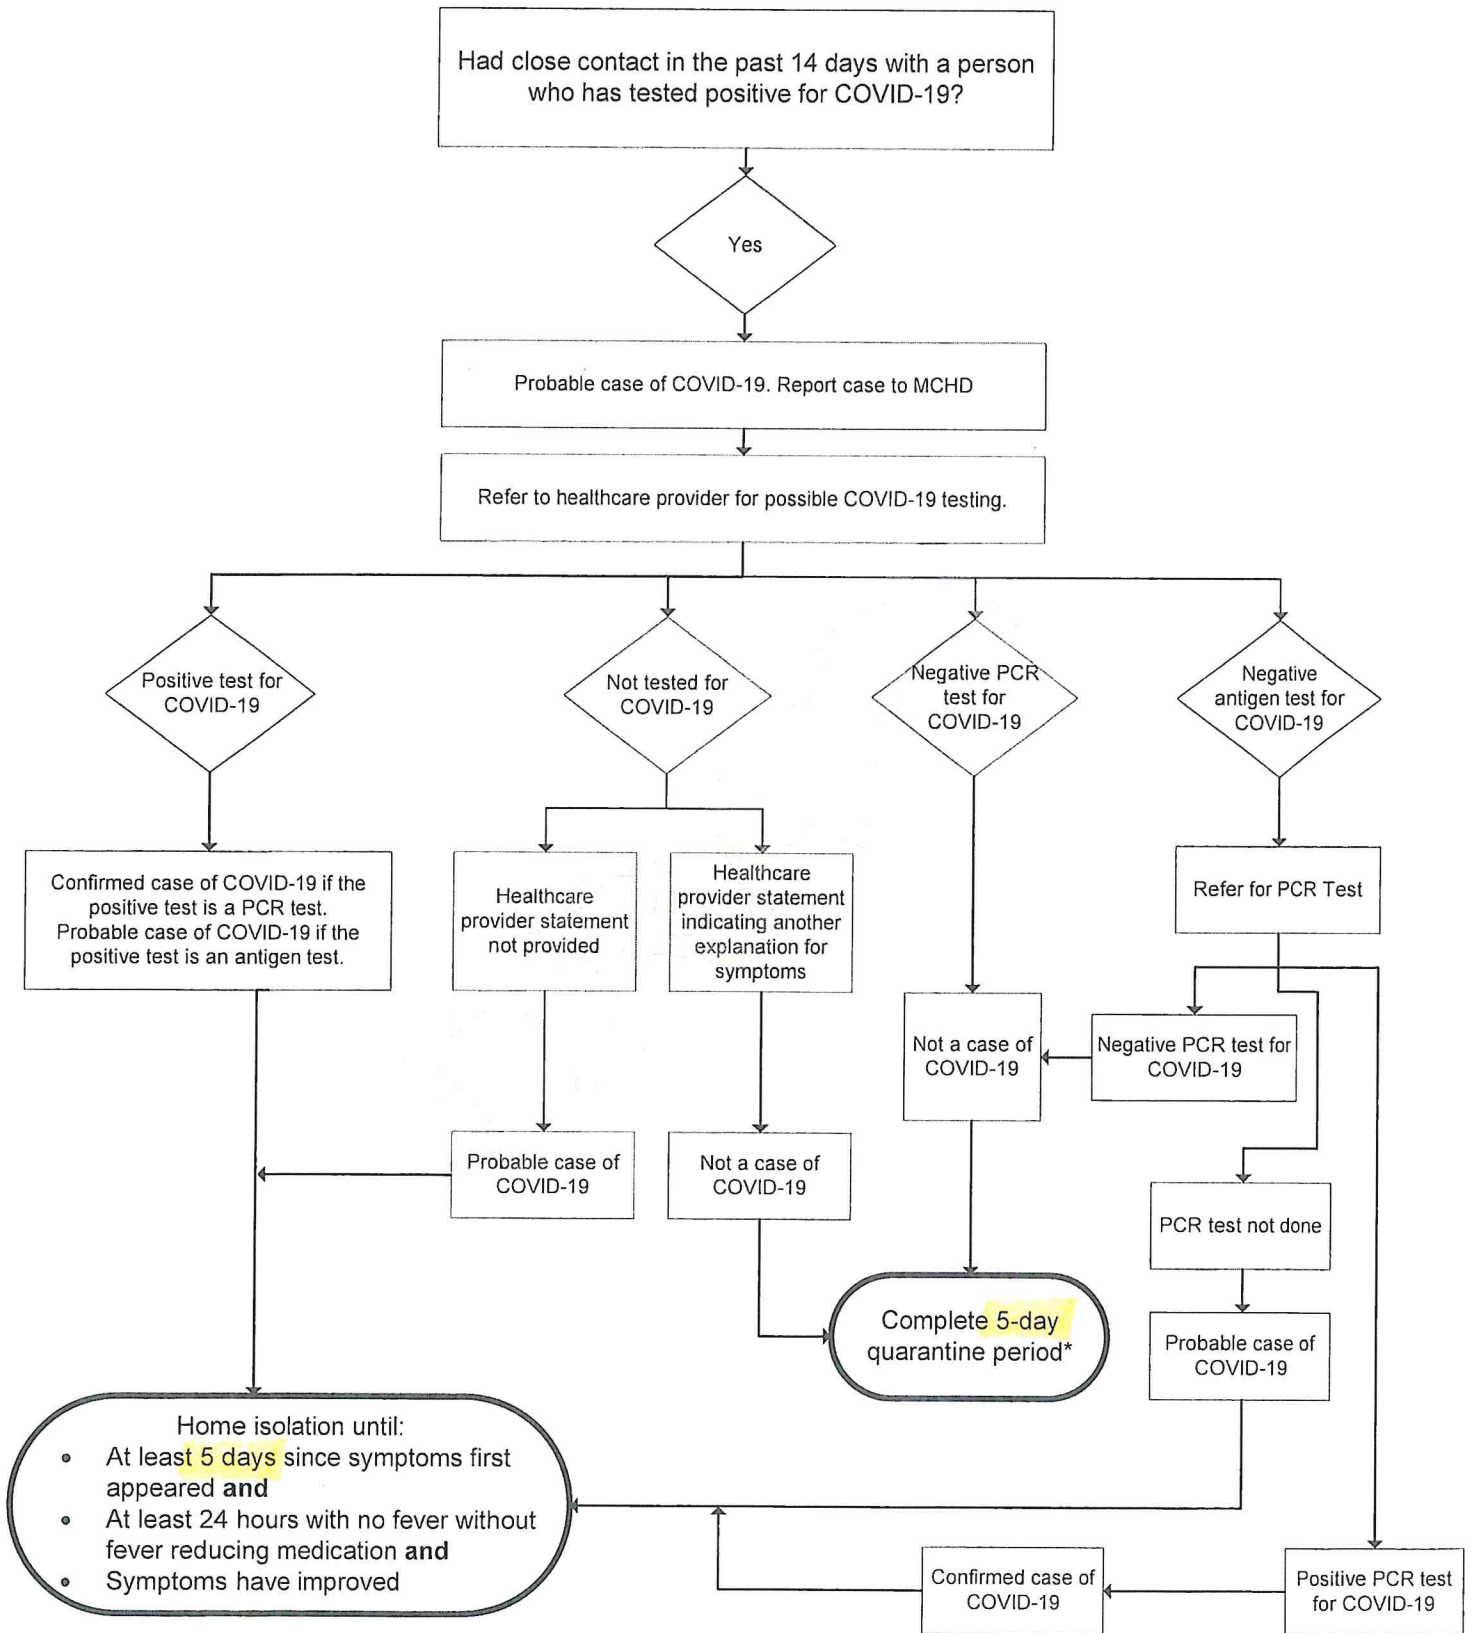 Had close contact in the past 14 days with a person
who has tested positive for COVID-19?
Yes
Probable case of COVID-19. Report case to MCHD
Refer to healthcare provider for possible COVID-19 testing.
Positive test for
COVID-19
Not tested for
COVID-19
Negative PCR
test for
COVID-19
Negative
antigen test for
COVID-19
Confirmed case of COVID-19 if the
positive test is a PCR test.
Probable case of COVID-19 if the
positive test is an antigen test.
Healthcare
provider statement
not provided
Healthcare
provider statement
indicating another
explanation for
symptoms
Refer for PCR Test
Not a case of
COVID-19
Negative PCR test for
COVID-19
Probable case of
COVID-19
Not a case of
COVID-19
PCR test not done
Complete 5-day
quarantine period*
Probable case of
COVID-19
Home isolation until:
• At least 5 days since symptoms first
appeared and
• At least 24 hours with no fever without
fever reducing medication and
• Symptoms have improved
Confirmed case of
COVID-19
Positive PCR test
for COVID-19